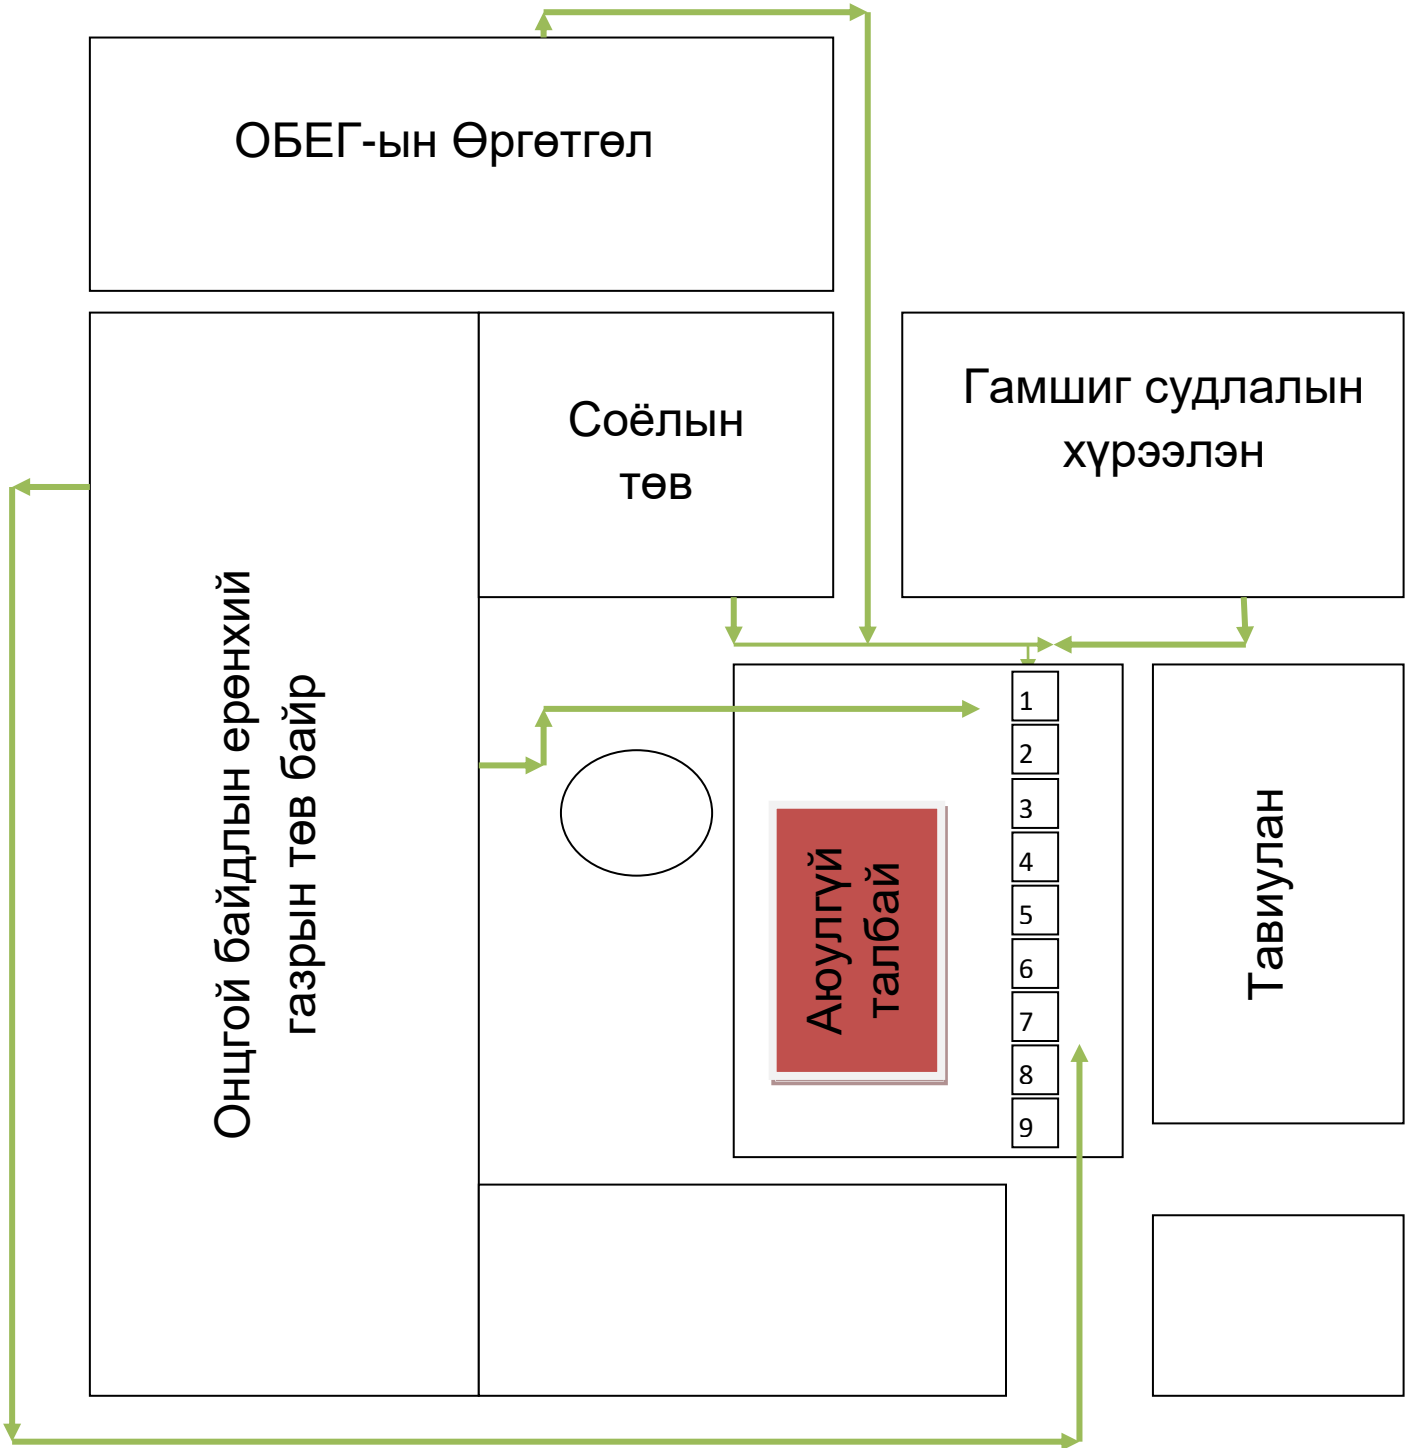 ОБЕГ-ын Өргөтгөл
Соёлын
төв
Гамшиг судлалын
хүрээлэн
Онцгой байдлын ерөнхий
газрын төв байр
1
2
3
4
5
6
7
8
9
Аюулгүй
талбай
Тавиулан